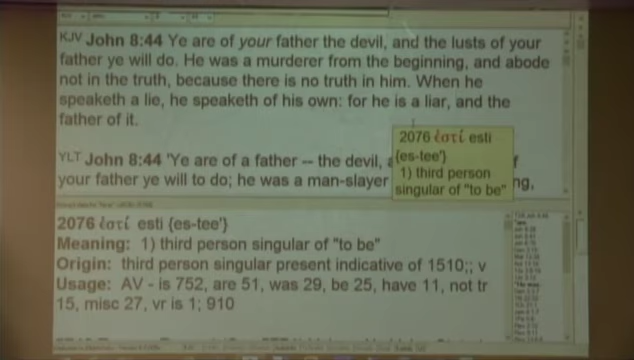 KJV John 8:44 Ye are of your father the devil, and the lusts of your
father ye will do. He was a murderer from the beginning, and abode
not in the truth, because there is no truth in him. When he
speaketh a lie, he speaketh of his own: for he is a liar, and the
father of it.
2076 ἐστί esti
{es-tee'}
1) third person
singular of "to be"
YLT John 8:44 'Ye are of a father -- the devil, a
your father ye will to do; he was a man-slayer
ng,
2076 ἐστί esti {es-tee'}
Meaning: 1) third person singular of "to be"
Origin: third person singular present indicative of 1510;; v
Usage: AV - is 752, are 51, was 29, be 25, have 11, not tr
15, misc 27, vr is 1; 910